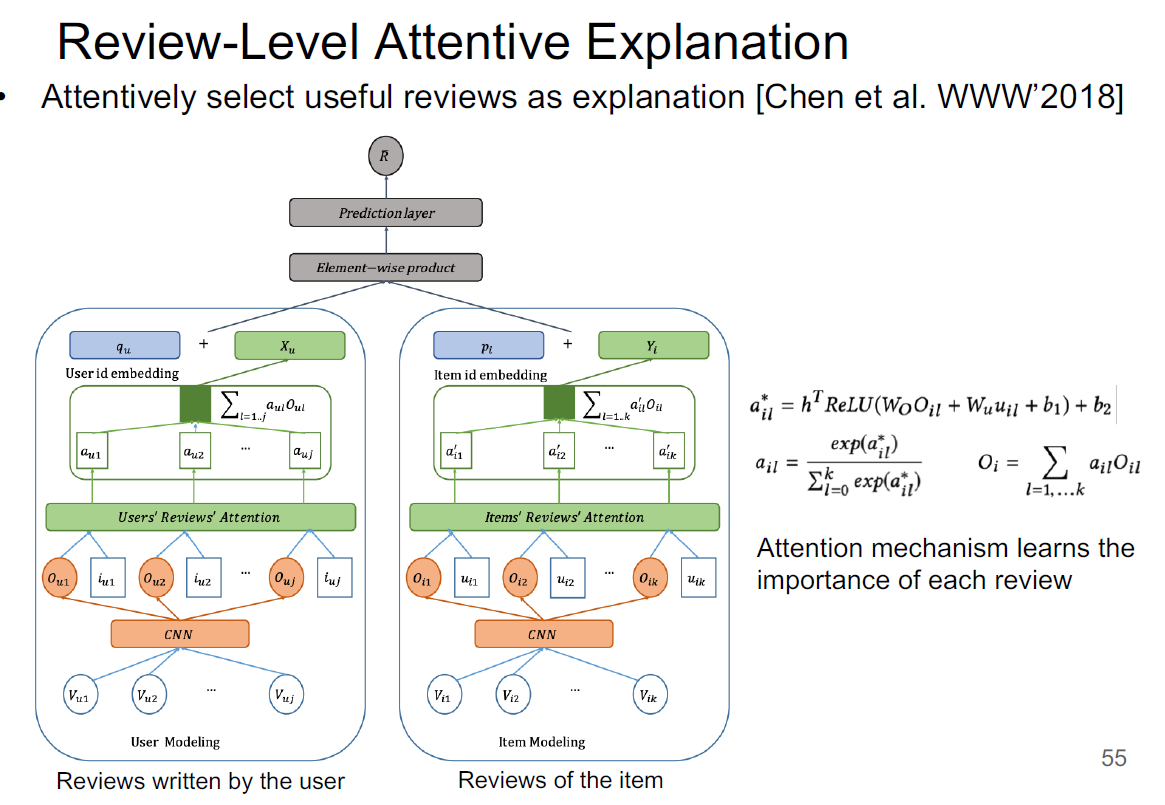 Review-Level Attentive Explanation
• Attentively select useful reviews as explanation [Chen et al. WWW'2018]
R̂
Prediction layer
Element−wise product
q_u + X_u
User id embedding
∑_{l=1..j} a_{ul}O_{ul}
a_{u1} a_{u2} ... a_{uj}
Users' Reviews' Attention
O_{u1} i_{u1} O_{u2} i_{u2} ... O_{uj} i_{uj}
CNN
V_{u1} V_{u2} ... V_{uj}
User Modeling
Reviews written by the user
p_i + Y_i
Item id embedding
∑_{l=1..k} a'_{il}O_{il}
a'_{i1} a'_{i2} ... a'_{ik}
Items' Reviews' Attention
O_{i1} u_{i1} O_{i2} u_{i2} ... O_{ik} u_{ik}
CNN
V_{i1} V_{i2} ... V_{ik}
Item Modeling
Reviews of the item
a^*_{il} = h^T ReLU(W_O O_{il} + W_u u_{il} + b_1) + b_2
a_{il} = exp(a^*_{il}) / ∑^k_{l=0} exp(a^*_{il})
O_i = ∑_{l=1,...k} a_{il}O_{il}
Attention mechanism learns the
importance of each review
55